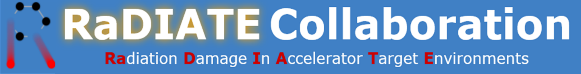 RaDIATE Collaboration
Radiation Damage In Accelerator Target Environments